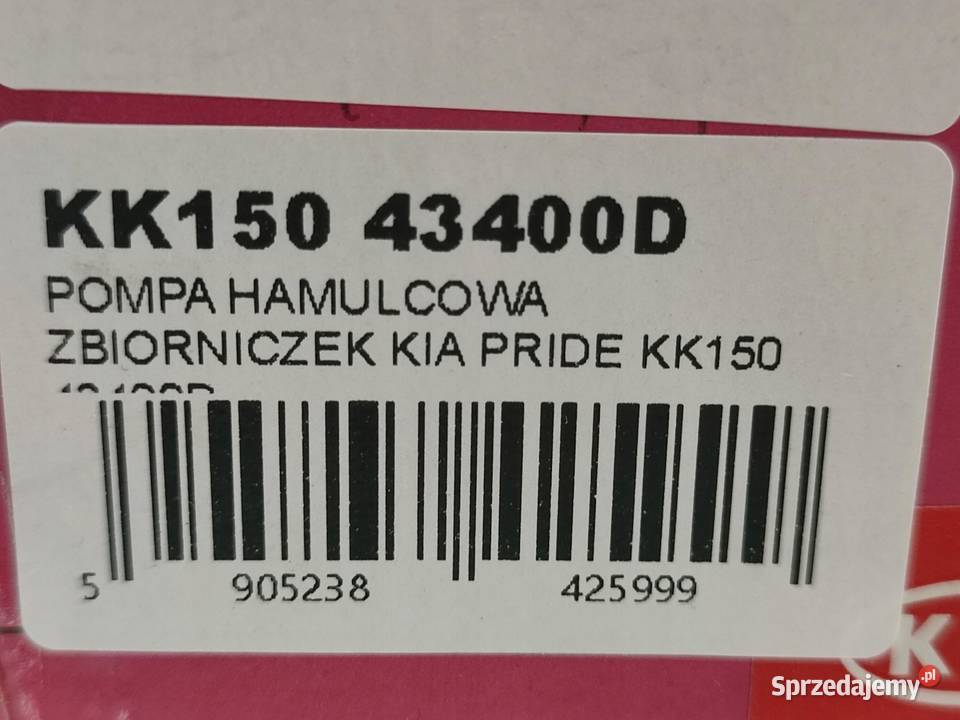 KK150 43400D
POMPA HAMULCOWA
ZBIORNICZEK KIA PRIDE KK150
5 905238 425999
K
Sprzedajemy.pl